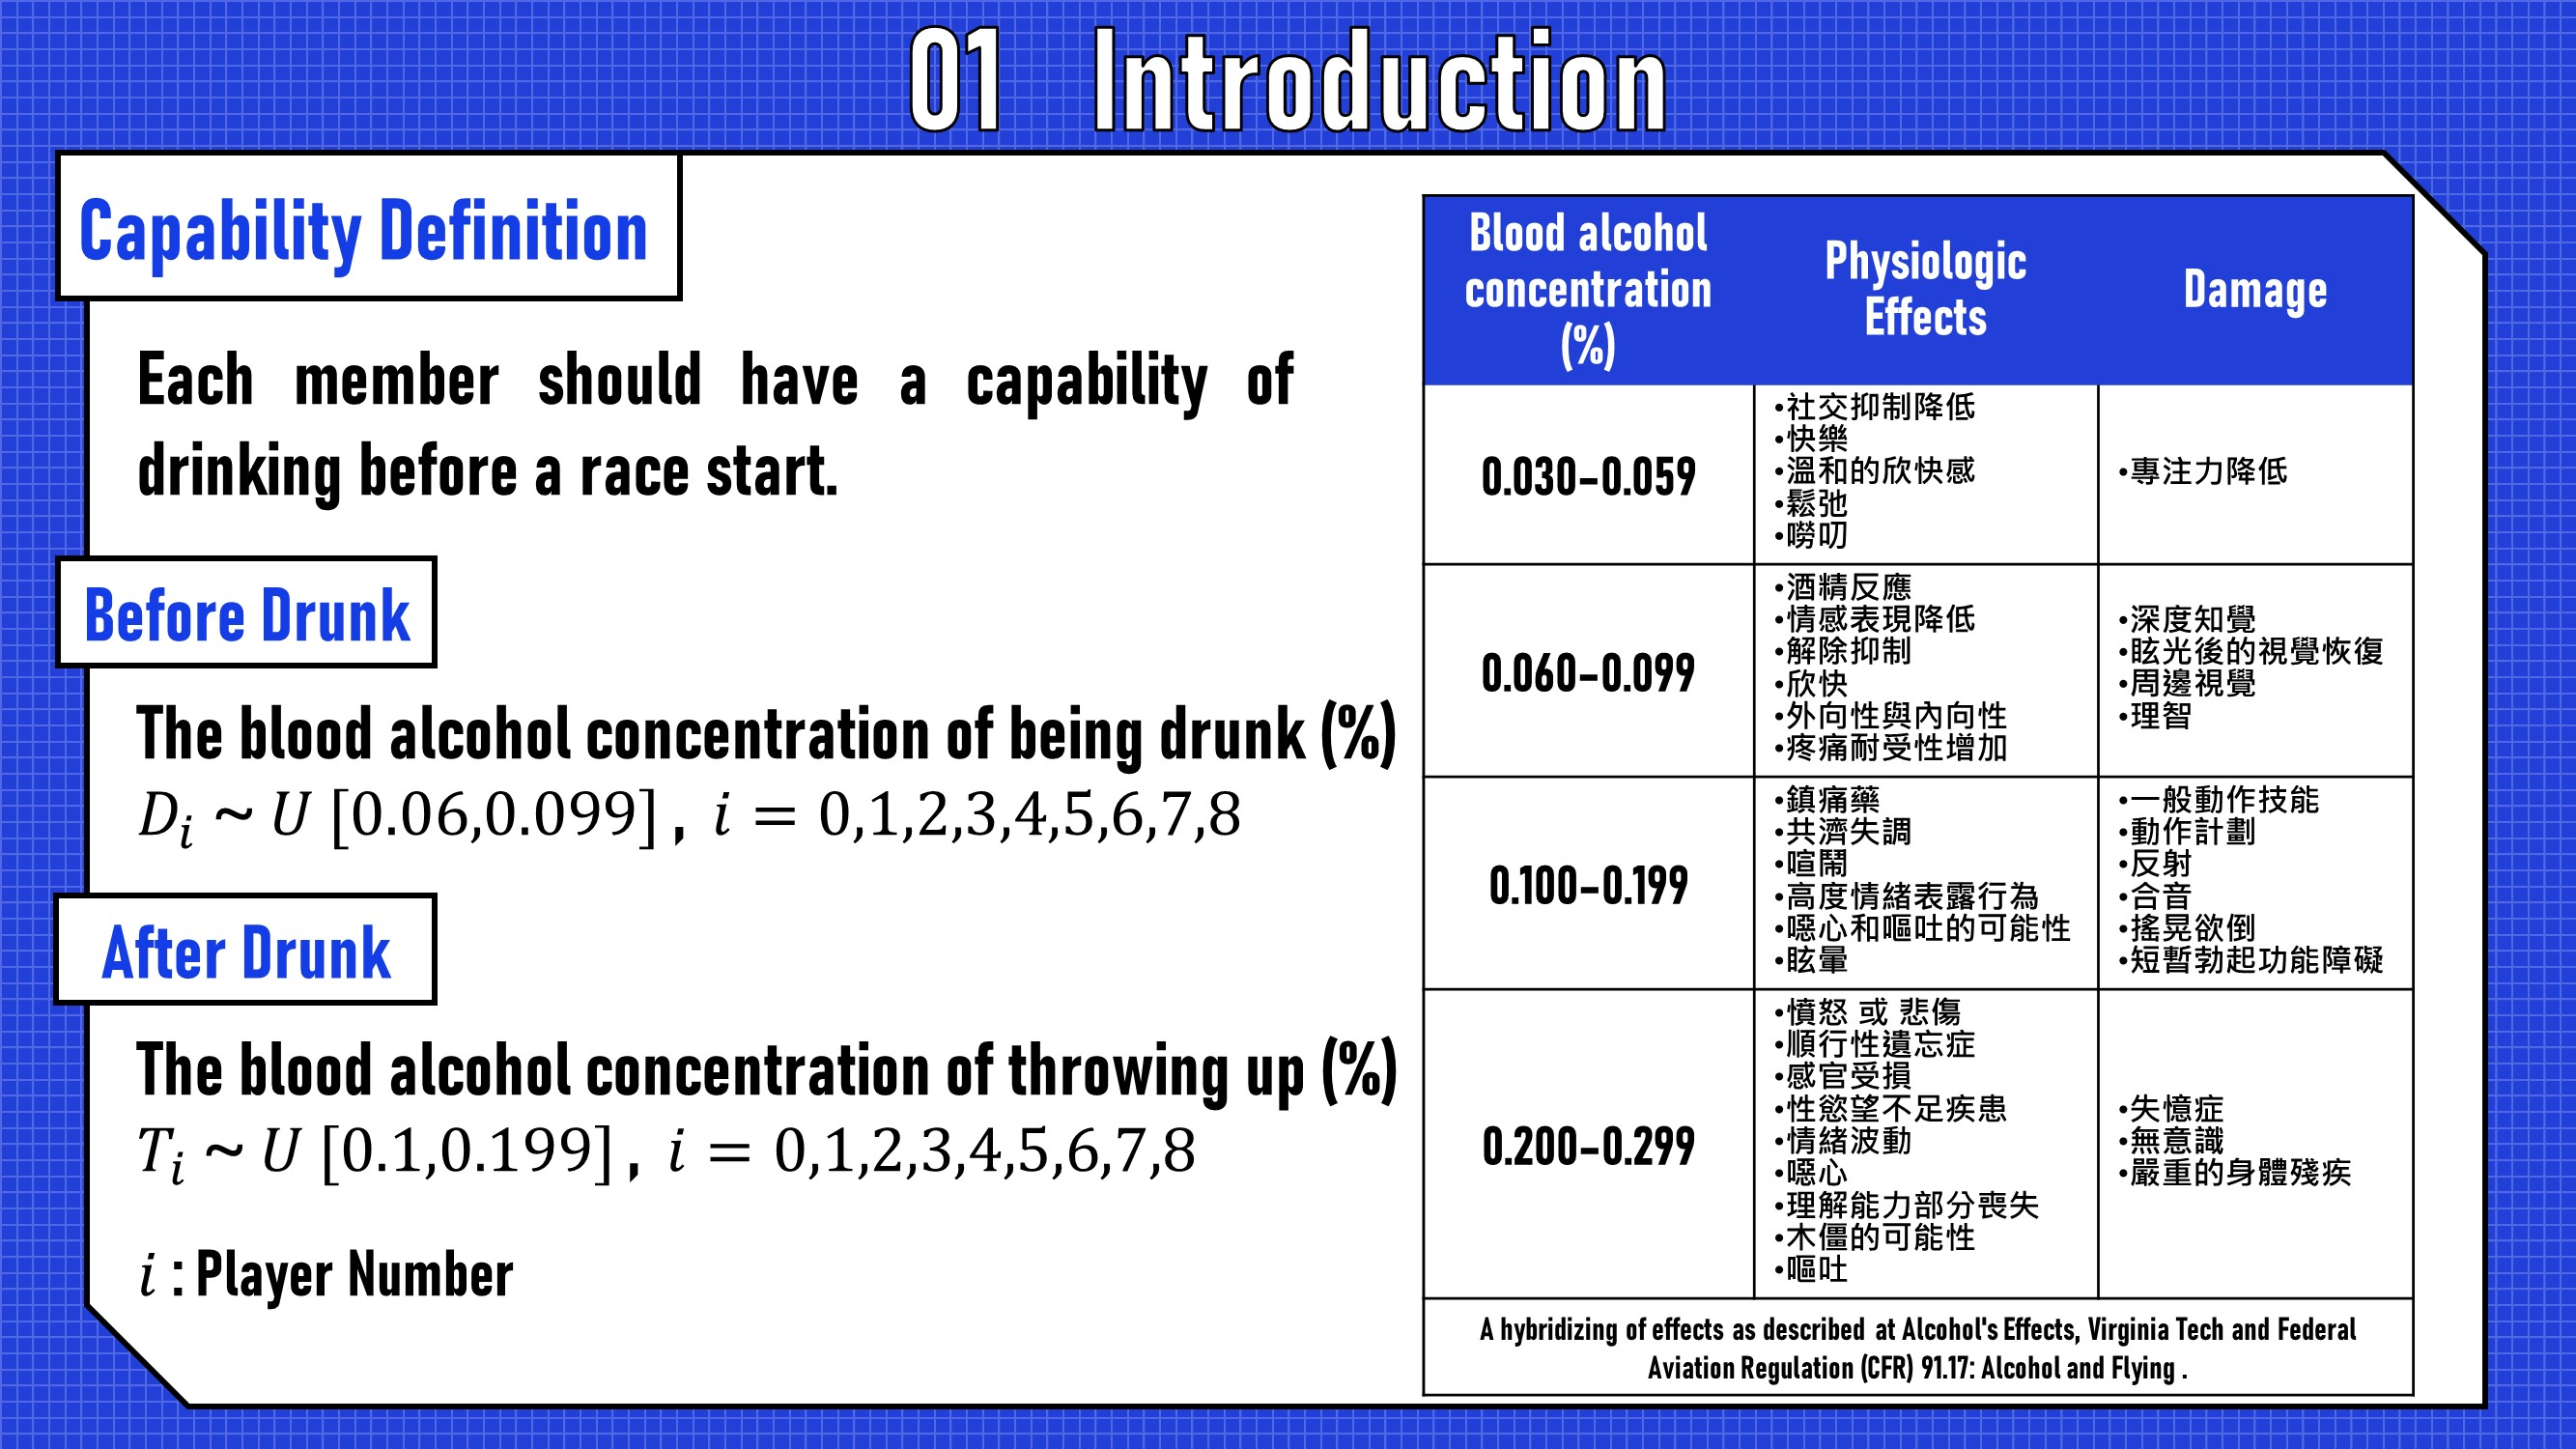 01 Introduction
Capability Definition
Each member should have a capability of
drinking before a race start.
Before Drunk
The blood alcohol concentration of being drunk (%)
D_i ~ U [0.06,0.099] , i = 0,1,2,3,4,5,6,7,8
After Drunk
The blood alcohol concentration of throwing up (%)
T_i ~ U [0.1,0.199] , i = 0,1,2,3,4,5,6,7,8
i : Player Number
Blood alcohol
concentration
(%)
Physiologic
Effects
Damage
0.030–0.059
•社交抑制降低
•快樂
•溫和的欣快感
•鬆弛
•嘮叨
•專注力降低
0.060–0.099
•酒精反應
•情感表現降低
•解除抑制
•欣快
•外向性與內向性
•疼痛耐受性增加
•深度知覺
•眩光後的視覺恢復
•周邊視覺
•理智
0.100–0.199
•鎮痛藥
•共濟失調
•喧鬧
•高度情緒表露行為
•噁心和嘔吐的可能性
•眩暈
•一般動作技能
•動作計劃
•反射
•合音
•搖晃欲倒
•短暫勃起功能障礙
0.200–0.299
•憤怒 或 悲傷
•順行性遺忘症
•感官受損
•性慾望不足疾患
•情緒波動
•噁心
•理解能力部分喪失
•木僵的可能性
•嘔吐
•失憶症
•無意識
•嚴重的身體殘疾
A hybridizing of effects as described at Alcohol's Effects, Virginia Tech and Federal
Aviation Regulation (CFR) 91.17: Alcohol and Flying .